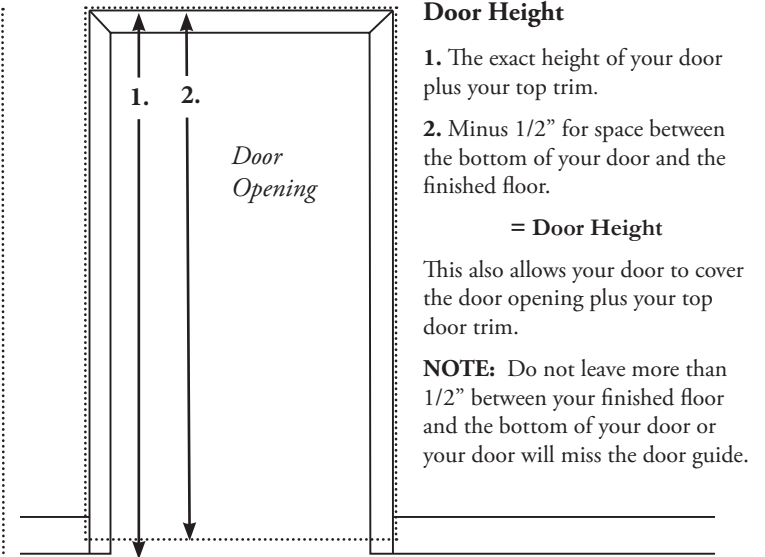 Door Height
1. The exact height of your door
plus your top trim.
2. Minus 1/2” for space between
the bottom of your door and the
finished floor.
= Door Height
This also allows your door to cover
the door opening plus your top
door trim.
NOTE: Do not leave more than
1/2” between your finished floor
and the bottom of your door or
your door will miss the door guide.
1. 2.
Door
Opening